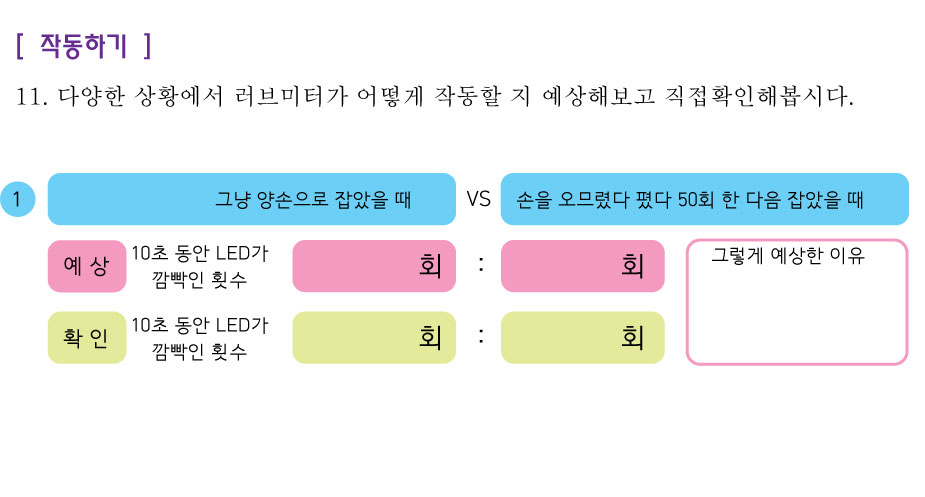 [ 작동하기 ]
11. 다양한 상황에서 러브미터가 어떻게 작동할 지 예상해보고 직접확인해봅시다.
1 그냥 양손으로 잡았을 때 VS 손을 오므렸다 폈다 50회 한 다음 잡았을 때
예 상 10초 동안 LED가 깜빡인 횟수 회 : 회 그렇게 예상한 이유
확 인 10초 동안 LED가 깜빡인 횟수 회 : 회